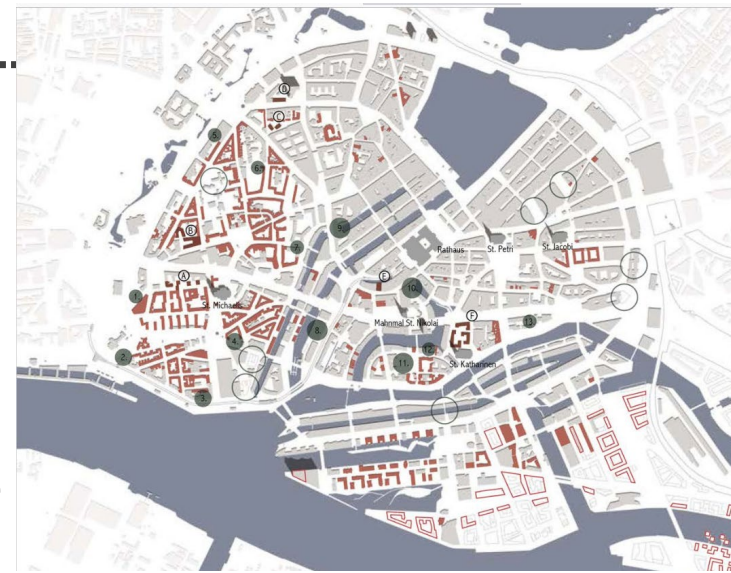 B
C
5.
6.
B
9.
Rathaus
St. Petri
St. Jacobi
7.
A
E
1.
St. Michaelis
10.
Mahnmal St. Nikolai
F
13.
8.
4.
12.
2.
11.
St. Katharinen
3.